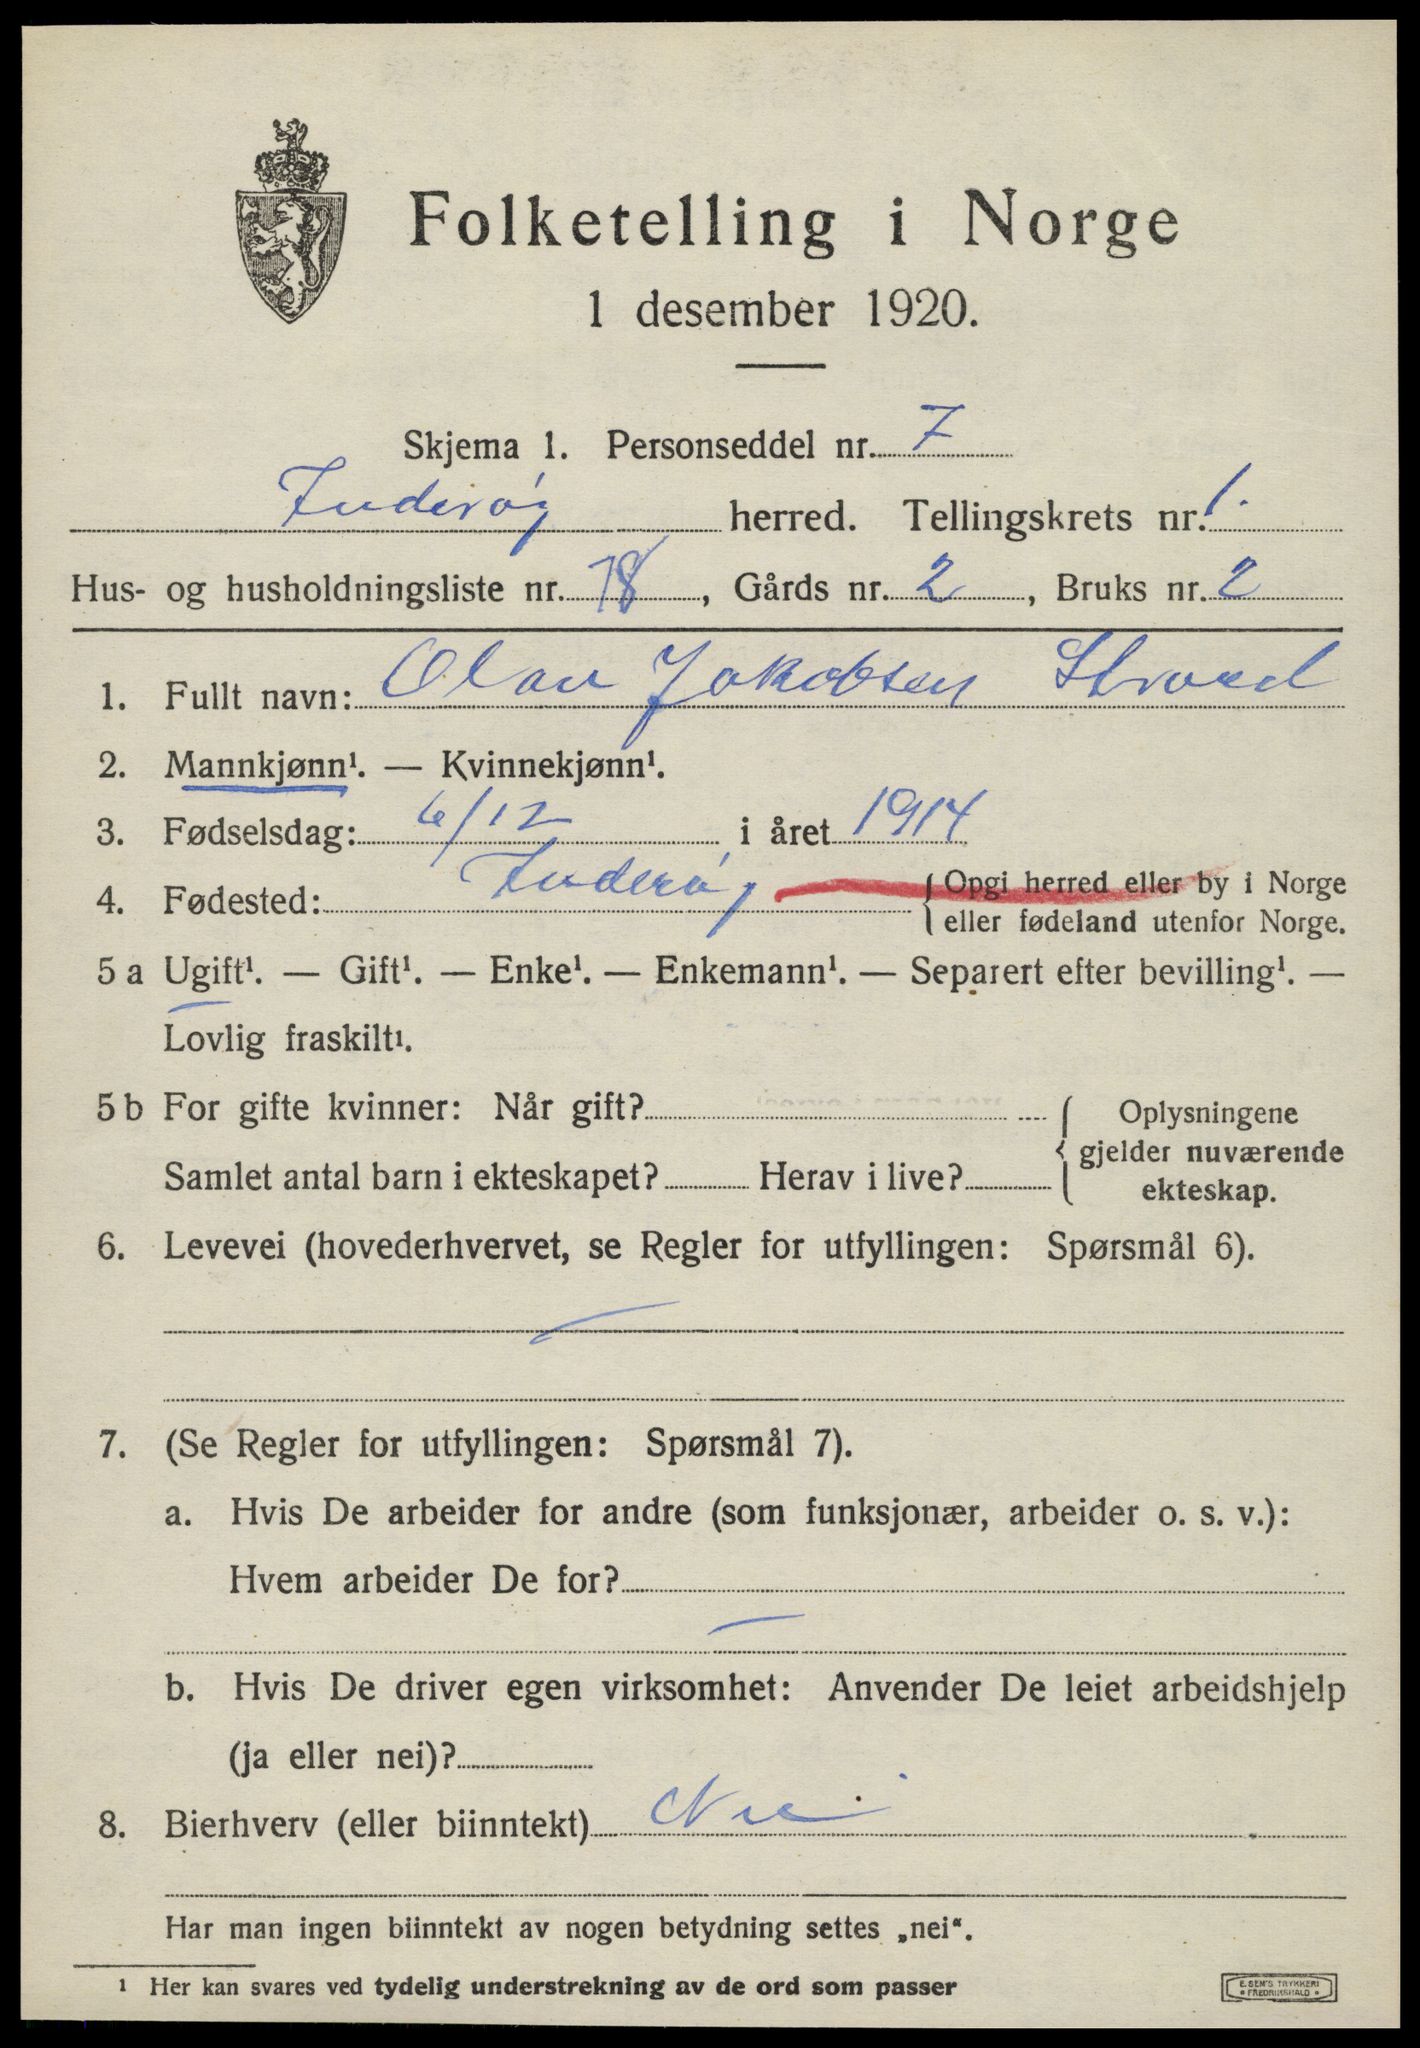 Folketelling i Norge
1 desember 1920.
Skjema 1. Personseddel nr. 7
Inderøy herred. Tellingskrets nr. 1.
Hus- og husholdningsliste nr. 18, Gårds nr. 2, Bruks nr. 2
1. Fullt navn: Olav Jakobsen Strand
2. Mannkjønn¹. — Kvinnekjønn¹.
3. Fødselsdag: 6/12 i året 1914
4. Fødested: Inderøy { Opgi herred eller by i Norge
eller fødeland utenfor Norge.
5 a Ugift¹. — Gift¹. — Enke¹. — Enkemann¹. — Separert efter bevilling¹. —
Lovlig fraskilt¹.
5 b For gifte kvinner: Når gift? { Oplysningene
gjelder nuværende
Samlet antal barn i ekteskapet? Herav i live? ekteskap.
6. Levevei (hovederhvervet, se Regler for utfyllingen: Spørsmål 6).
—
7. (Se Regler for utfyllingen: Spørsmål 7).
a. Hvis De arbeider for andre (som funksjonær, arbeider o. s. v.):
Hvem arbeider De for?
—
b. Hvis De driver egen virksomhet: Anvender De leiet arbeidshjelp
(ja eller nei)?
8. Bierhverv (eller biinntekt) Nei
Har man ingen biinntekt av nogen betydning settes „nei“.
¹ Her kan svares ved tydelig understrekning av de ord som passer
E. SEM'S TRYKKERI
• FREDRIKSHALD •